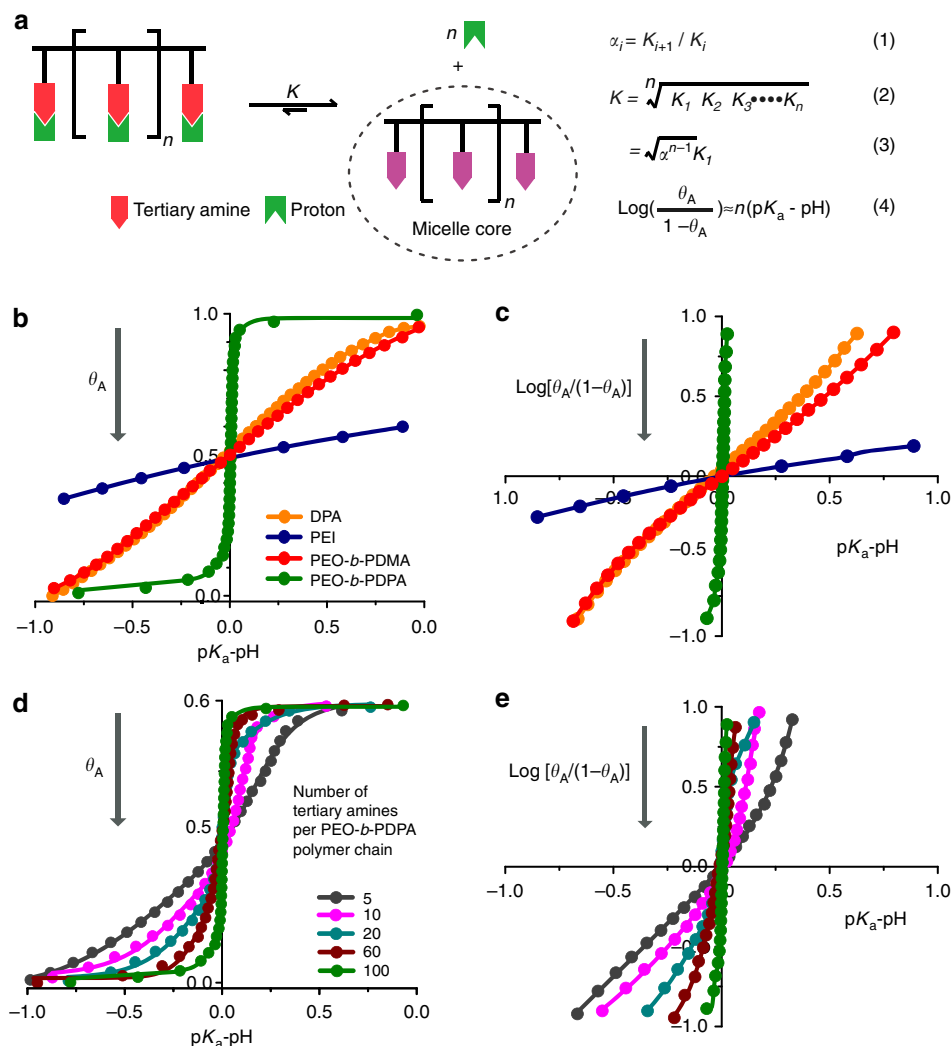 a
n
+
K
n
n
Micelle core
Tertiary amine
Proton
αi = Ki+1 / Ki (1)
K = n√K1 K2 K3••••Kn (2)
= √αn−1K1 (3)
Log(θA/1 −θA)≈n(pKa - pH) (4)
b
θA
1.0
0.5
0.0
DPA
PEI
PEO-b-PDMA
PEO-b-PDPA
−1.0 −0.5 0.0 0.5 0.0
pKa-pH
c
Log[θA/(1−θA)]
1.0
0.5
1.0 −0.5 0.0 0.0 0.5 1.0
pKa-pH
−0.5
−1.0
d
θA
0.6
0.5
0.0
Number of
tertiary amines
per PEO-b-PDPA
polymer chain
5
10
20
60
100
−1.0 −0.5 0.0 0.5 1.0
pKa-pH
e
Log [θA/(1−θA)]
1.0
0.5
−1.0 −0.5 0.0 0.0 0.5 1.0
pKa-pH
−0.5
−1.0